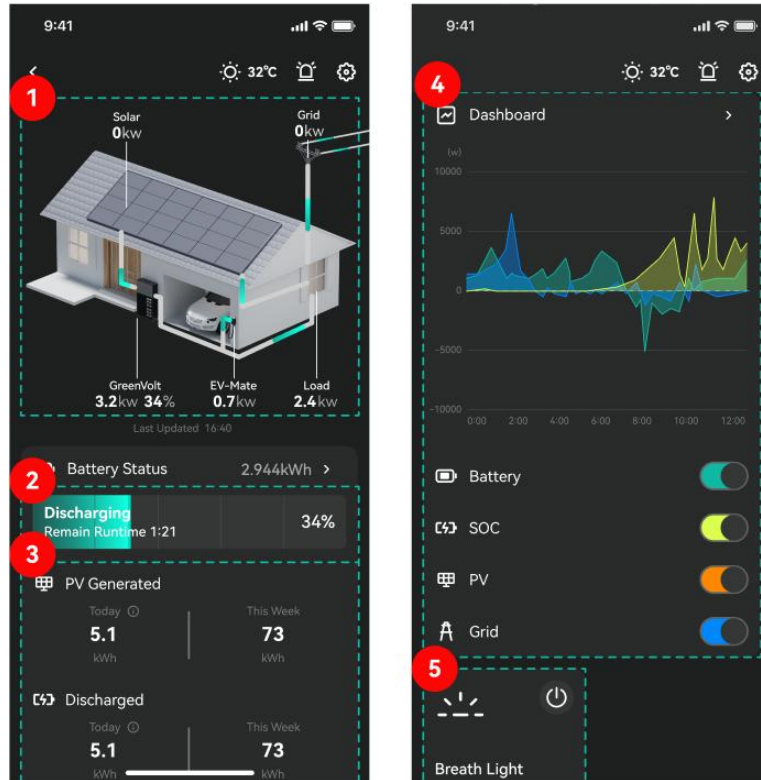 9:41
32°C
1
Solar
0kw
Grid
0kw
GreenVolt
3.2kw 34%
EV-Mate
0.7kw
Load
2.4kw
Last Updated 16:40
2
Battery Status
2.944kWh >
Discharging
Remain Runtime 1:21
34%
3
PV Generated
Today
5.1
kWh
This Week
73
kWh
Discharged
Today
5.1
kWh
This Week
73
kWh
9:41
32°C
4
Dashboard
(w)
10000
5000
0
-5000
-10000
0:00 2:00 4:00 6:00 8:00 10:00 12:00
Battery
SOC
PV
Grid
5
Breath Light